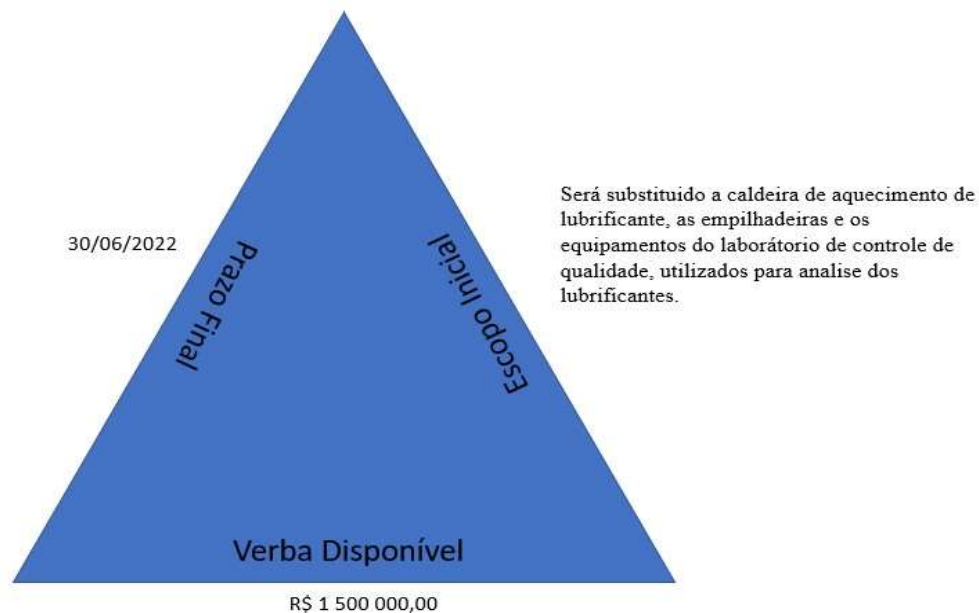 Será substituido a caldeira de aquecimento de
lubrificante, as empilhadeiras e os
equipamentos do laborátorio de controle de
qualidade, utilizados para analise dos
lubrificantes.
30/06/2022
Prazo Final
Escopo Inicial
Verba Disponível
R$ 1 500 000,00